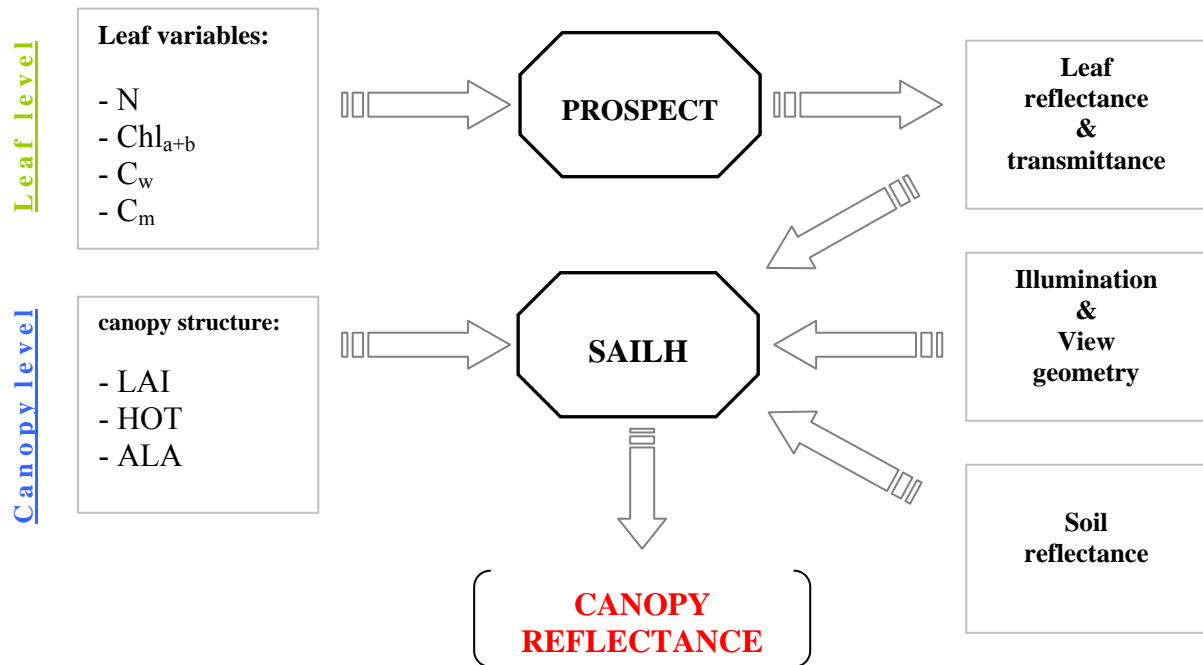 Leaf level
Leaf variables:
- N
- Chla+b
- Cw
- Cm
PROSPECT
Leaf
reflectance
&
transmittance
Canopy level
canopy structure:
- LAI
- HOT
- ALA
SAILH
Illumination
&
View
geometry
Soil
reflectance
CANOPY
REFLECTANCE